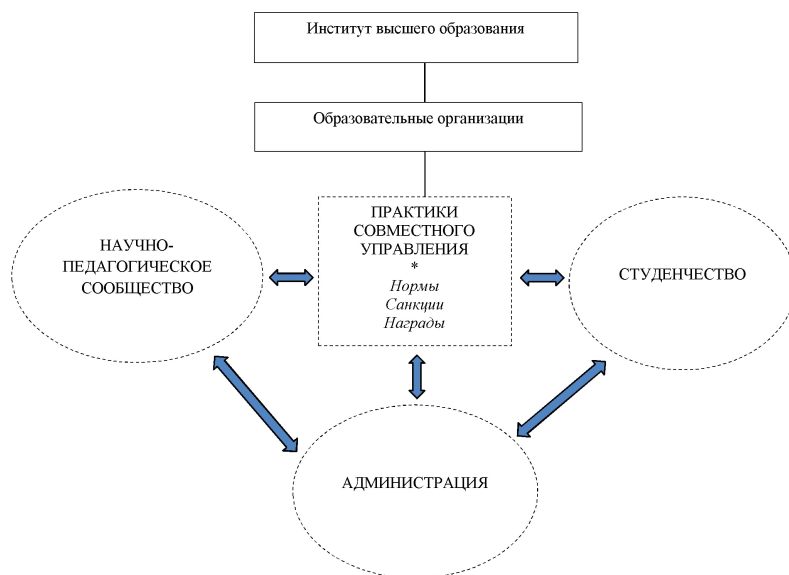 Институт высшего образования
Образовательные организации
ПРАКТИКИ
СОВМЕСТНОГО
УПРАВЛЕНИЯ
*
Нормы
Санкции
Награды
НАУЧНО-
ПЕДАГОГИЧЕСКОЕ
СООБЩЕСТВО
СТУДЕНЧЕСТВО
АДМИНИСТРАЦИЯ